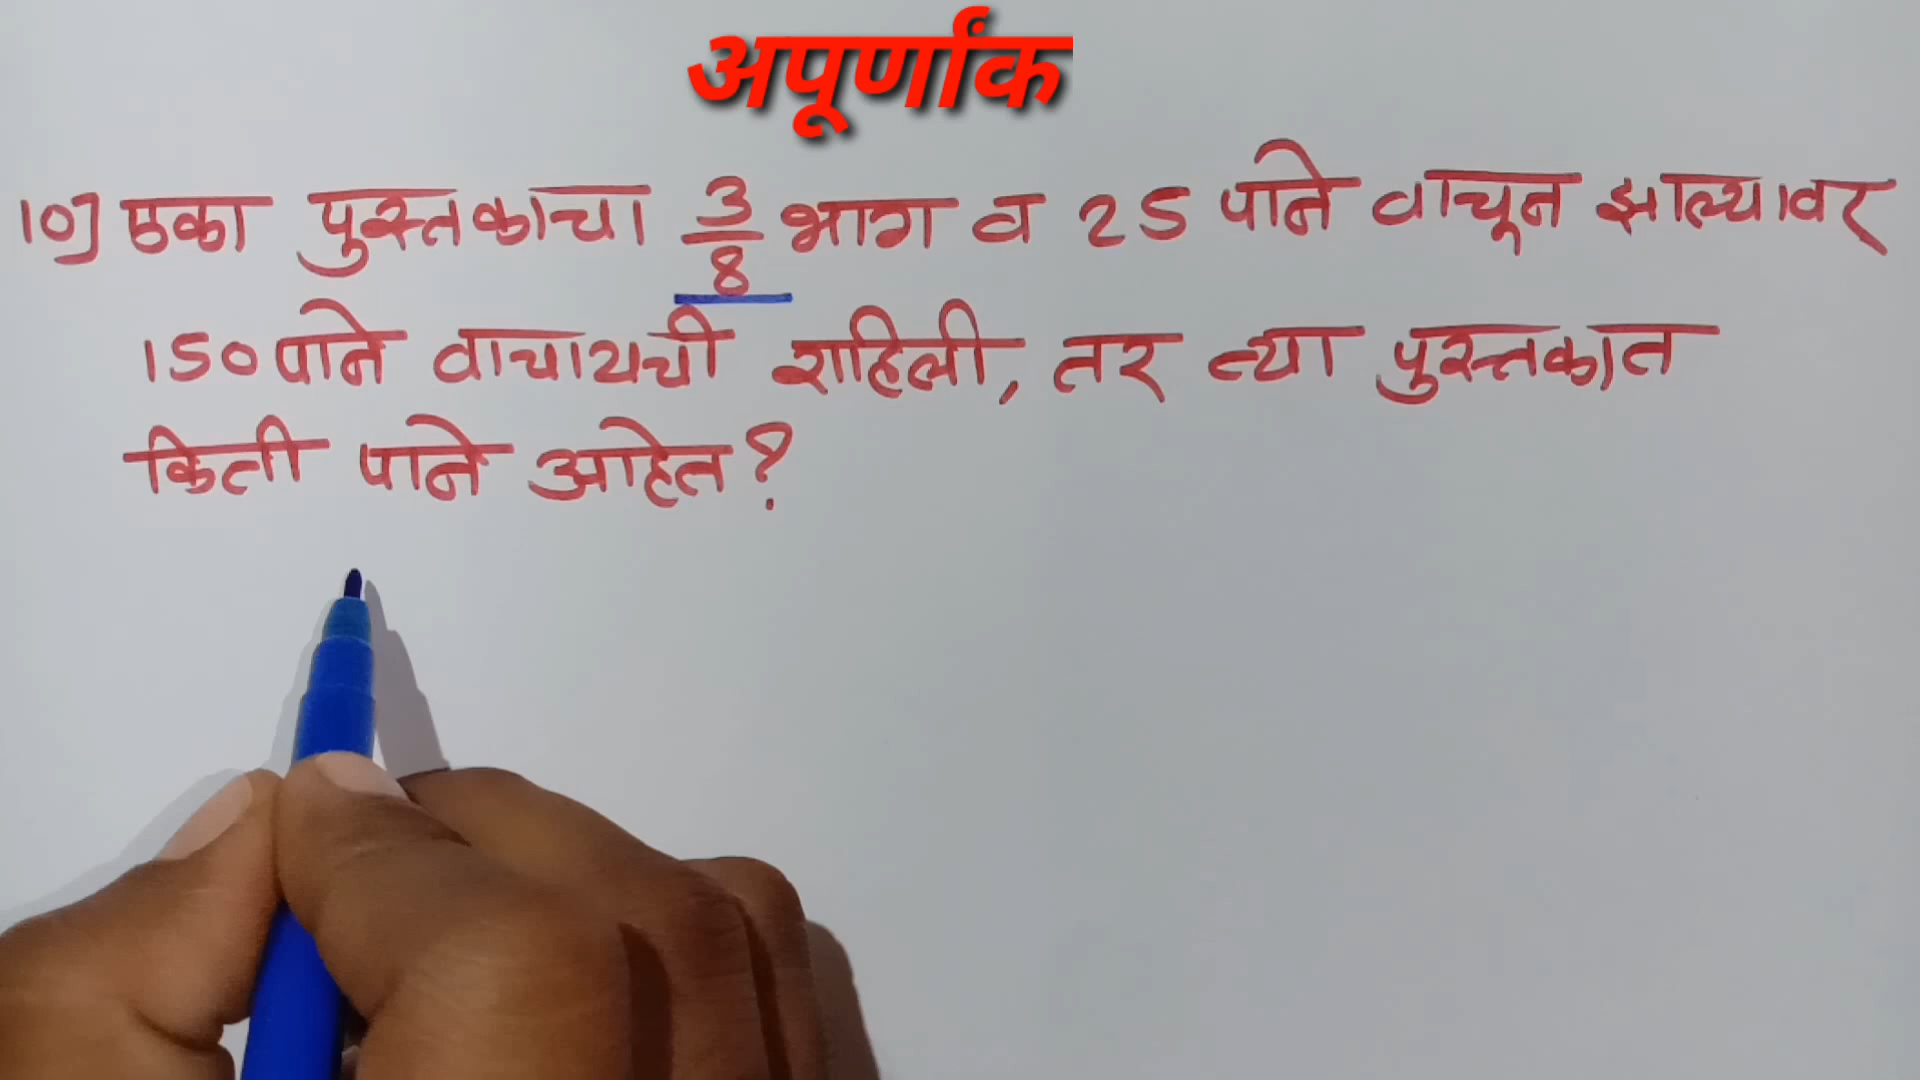 अपूर्णांक
10] एका पुस्तकाचा 3/8 भाग व 25 पाने वाचून झाल्यावर
150 पाने वाचायची राहिली, तर त्या पुस्तकात
किती पाने आहेत?